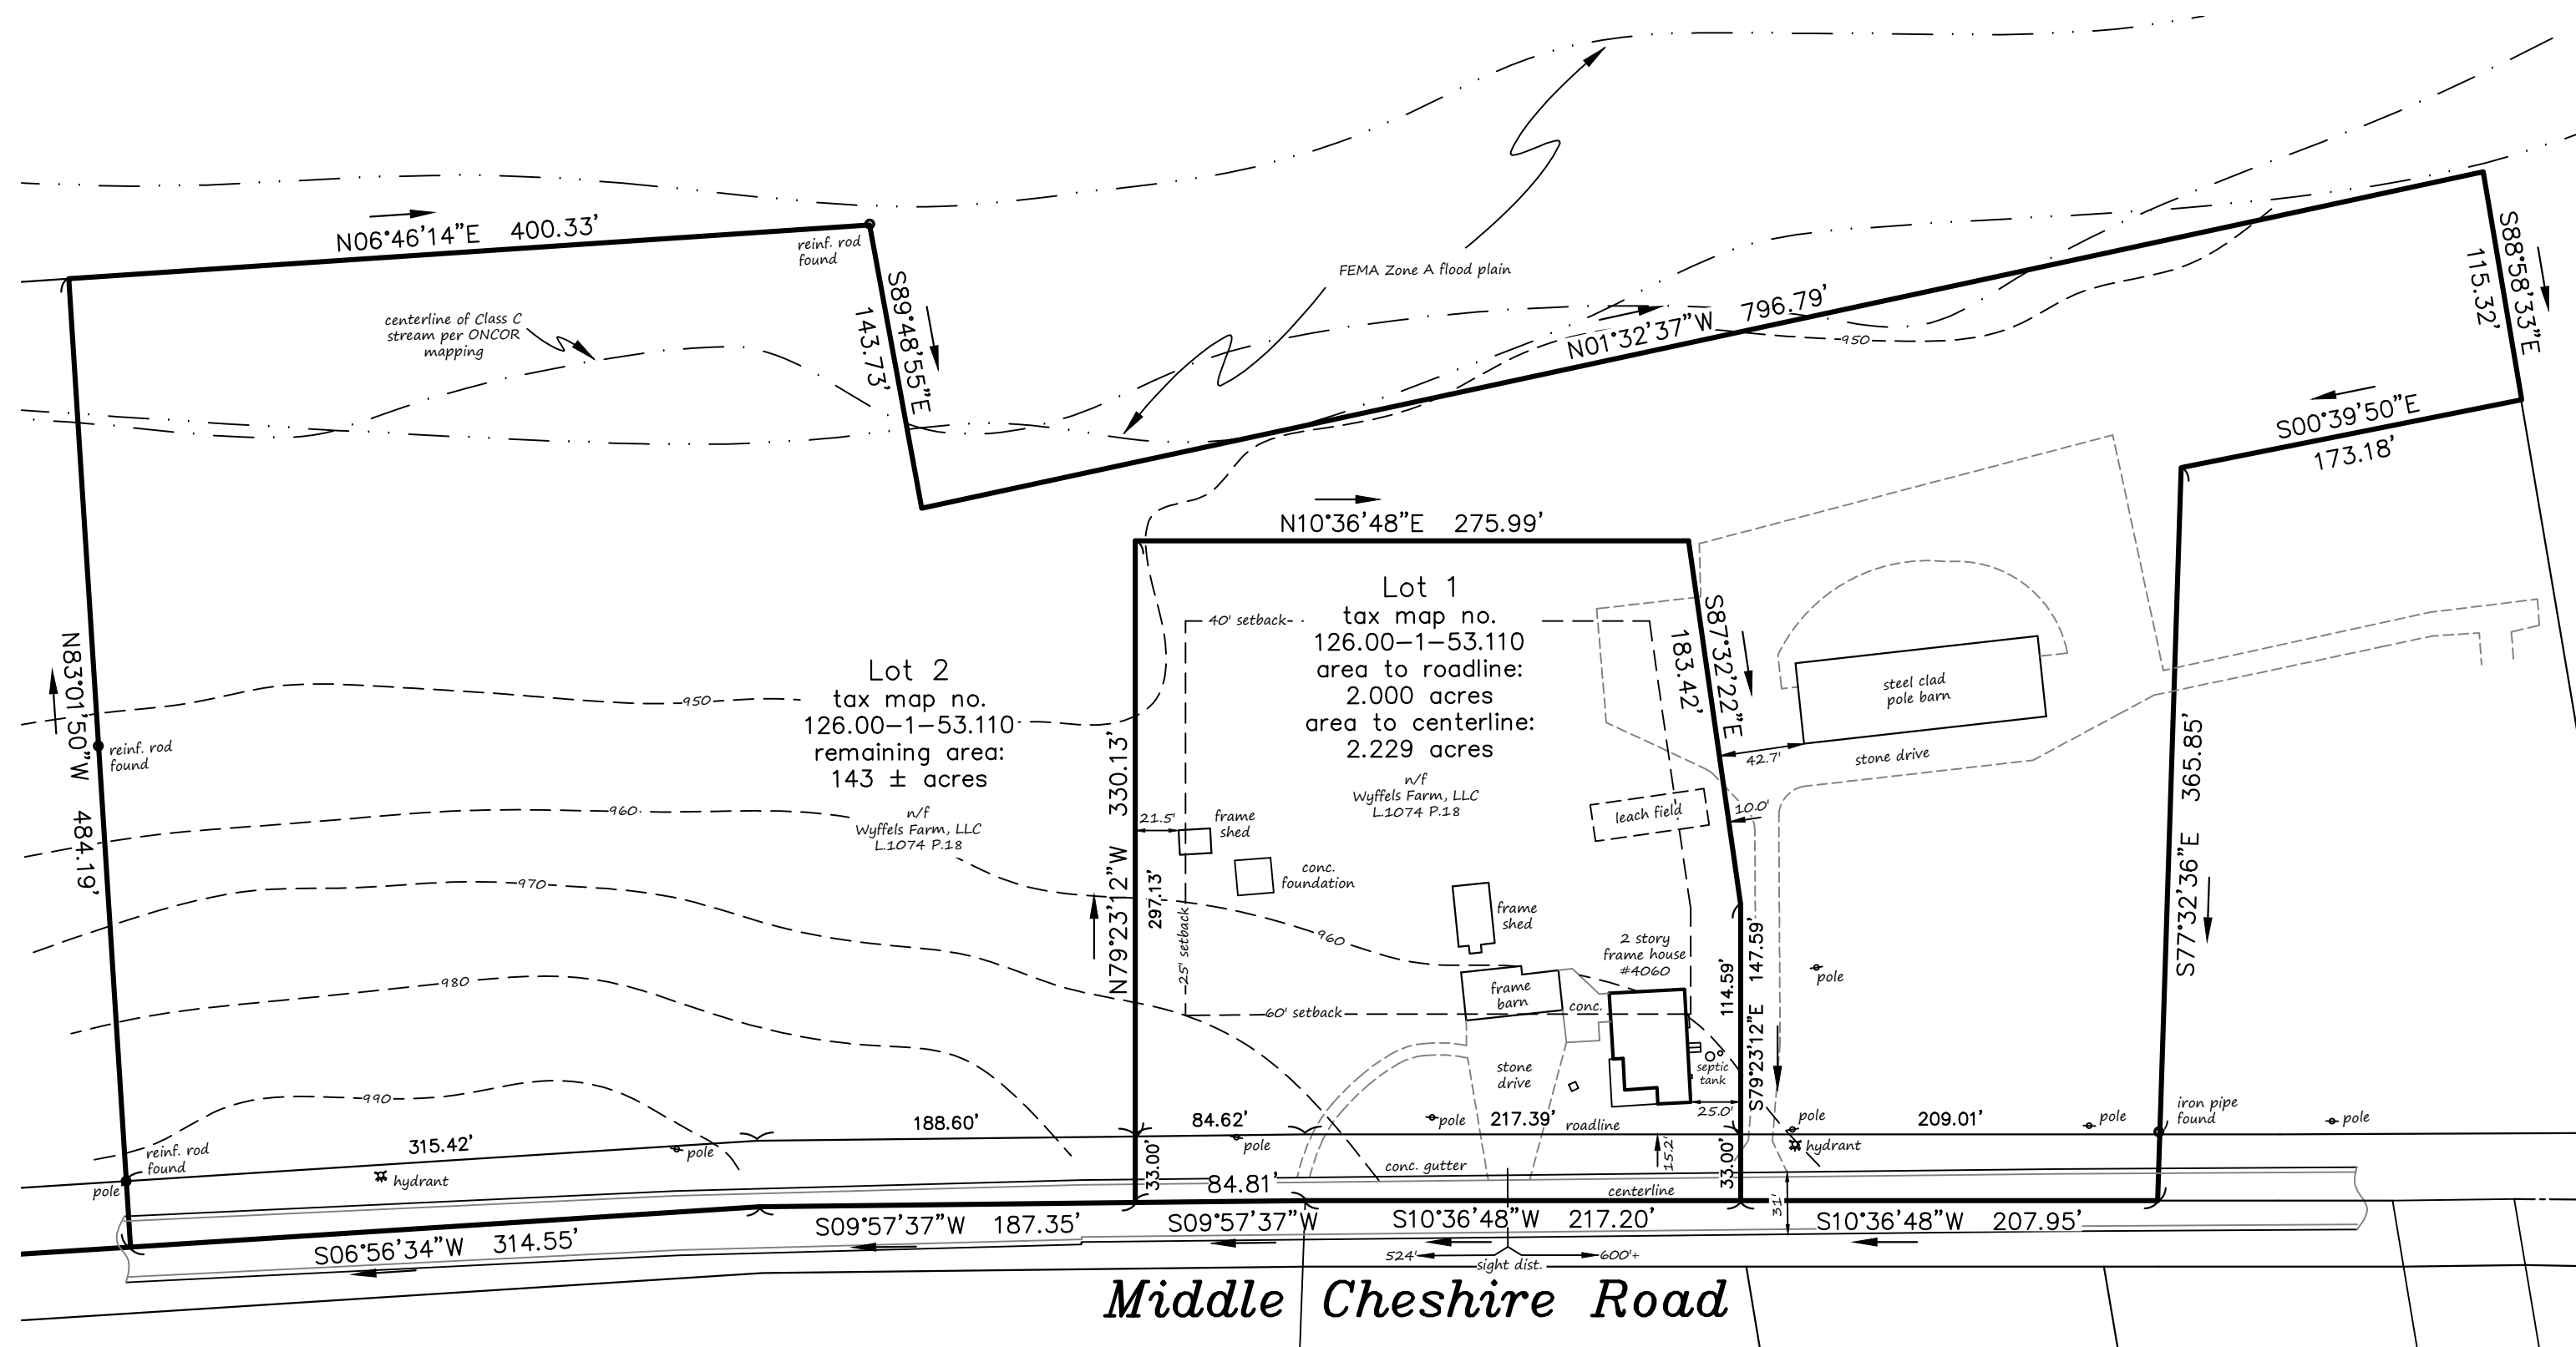 N06°46'14"E 400.33'
reinf. rod
found
S89°48'55"E
143.73'
centerline of Class C
stream per ONCOR
mapping
FEMA Zone A flood plain
N01°32'37"W 796.79'
-950-
S88°58'33"E
115.32'
S00°39'50"E
173.18'
N10°36'48"E 275.99'
Lot 1
tax map no.
126.00-1-53.110
area to roadline:
2.000 acres
area to centerline:
2.229 acres
n/f
Wyffels Farm, LLC
L.1074 P.18
40' setback
S87°32'22"E
183.42'
steel clad
pole barn
42.7'
stone drive
10.0'
leach field
Lot 2
tax map no.
126.00-1-53.110
remaining area:
143 ± acres
n/f
Wyffels Farm, LLC
L.1074 P.18
950
N83°01'50"W 484.19'
reinf. rod
found
960
970
980
990
N79°23'12"W 330.13'
297.13'
21.5'
frame
shed
conc.
foundation
25' setback
960
frame
shed
2 story
frame house
#4060
frame
barn
conc.
60' setback
stone
drive
septic
tank
25.0'
114.59'
S79°23'12"E 147.59'
pole
S77°32'36"E 365.85'
reinf. rod
found
315.42'
pole
188.60'
84.62'
pole
pole
217.39'
roadline
pole
209.01'
pole
iron pipe
found
pole
pole
hydrant
33.00'
conc. gutter
15.2'
33.00'
hydrant
84.81'
centerline
31'
S06°56'34"W 314.55'
S09°57'37"W 187.35'
S09°57'37"W
S10°36'48"W 217.20'
S10°36'48"W 207.95'
524'
600'+
sight dist.
Middle Cheshire Road